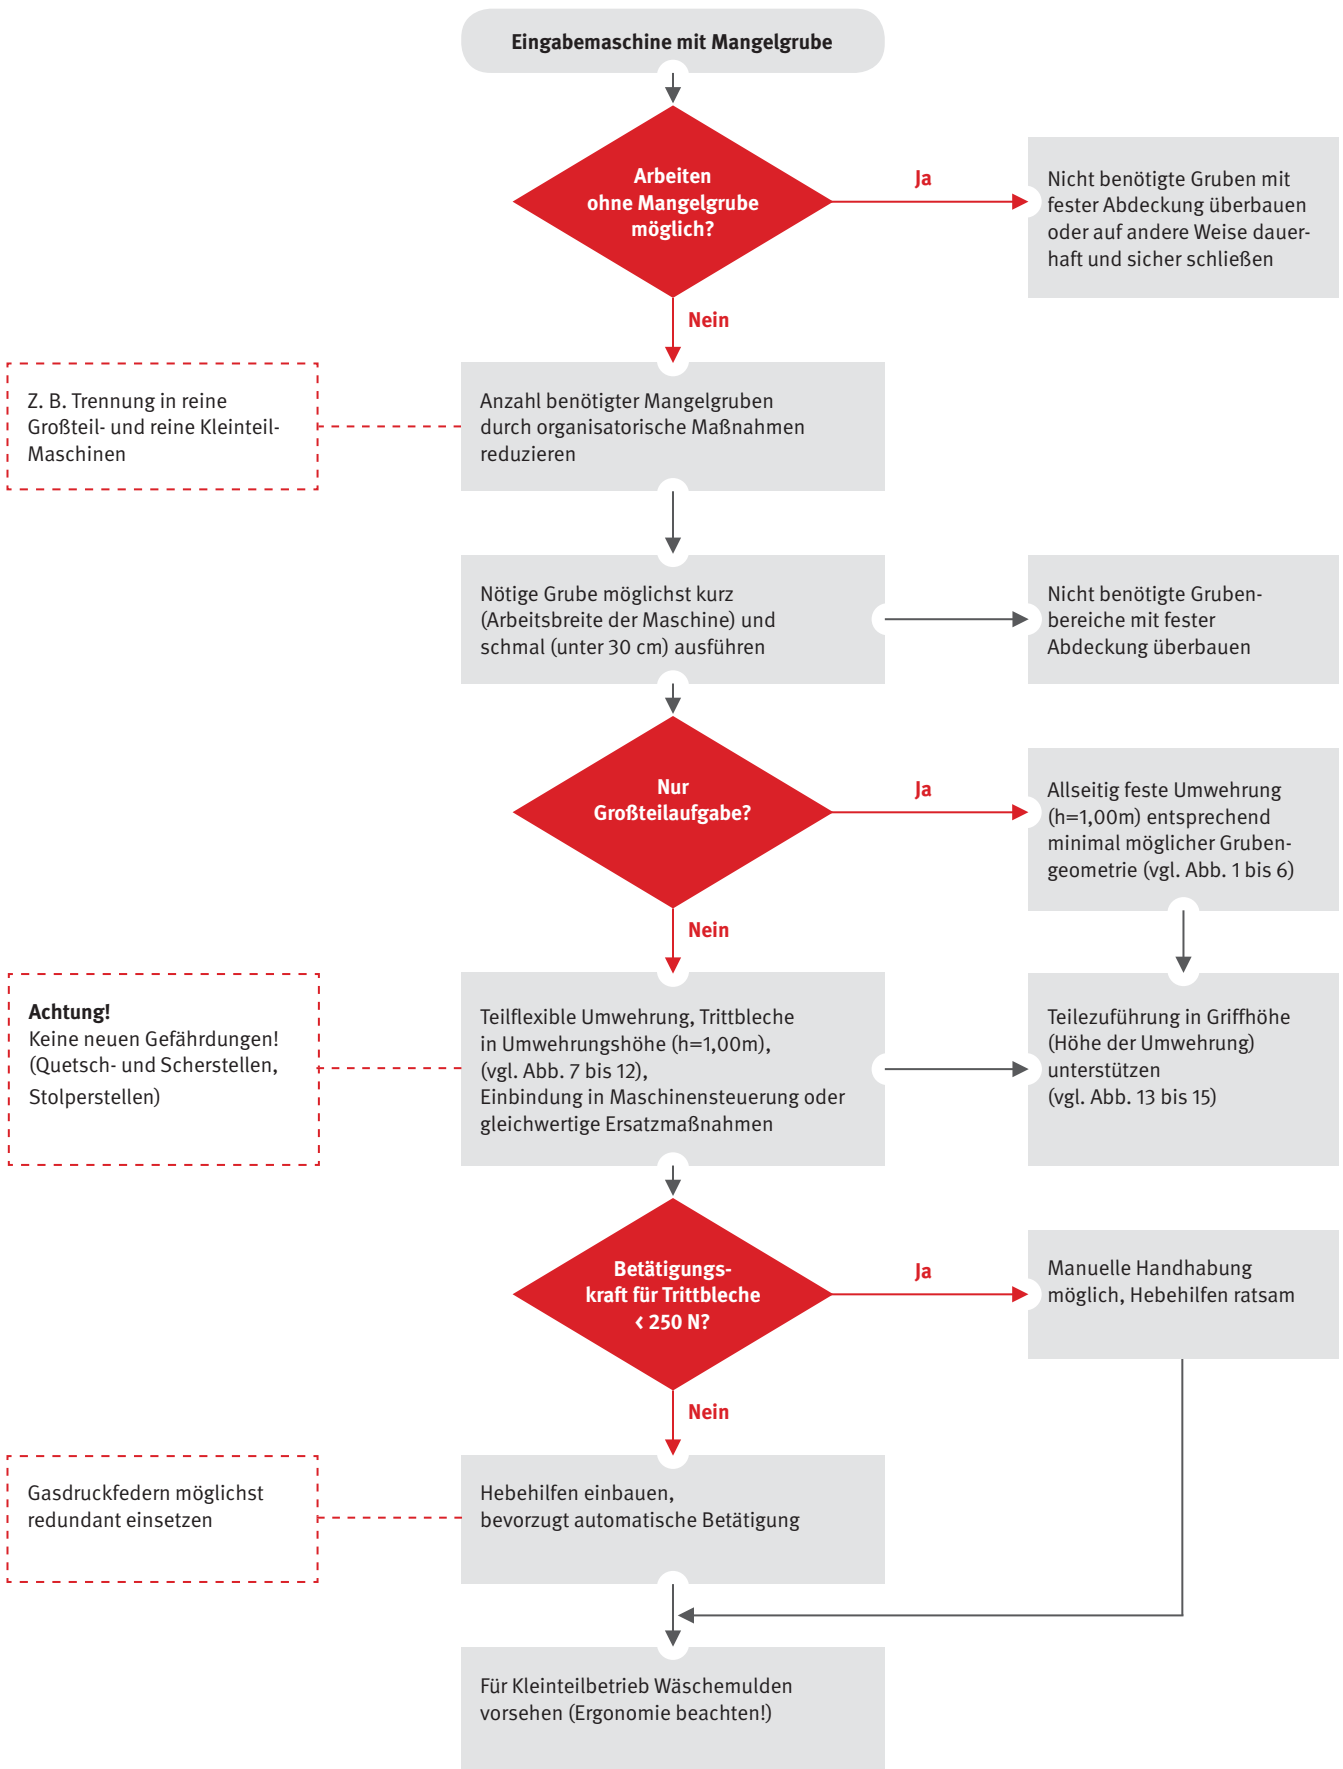 Eingabemaschine mit Mangelgrube
Arbeiten
ohne Mangelgrube
möglich?
Ja
Nicht benötigte Gruben mit
fester Abdeckung überbauen
oder auf andere Weise dauer-
haft und sicher schließen
Nein
Z. B. Trennung in reine
Großteil- und reine Kleinteil-
Maschinen
Anzahl benötigter Mangelgruben
durch organisatorische Maßnahmen
reduzieren
Nötige Grube möglichst kurz
(Arbeitsbreite der Maschine) und
schmal (unter 30 cm) ausführen
Nicht benötigte Gruben-
bereiche mit fester
Abdeckung überbauen
Nur
Großteilaufgabe?
Ja
Allseitig feste Umwehrung
(h=1,00m) entsprechend
minimal möglicher Gruben-
geometrie (vgl. Abb. 1 bis 6)
Nein
Achtung!
Keine neuen Gefährdungen!
(Quetsch- und Scherstellen,
Stolperstellen)
Teilflexible Umwehrung, Trittbleche
in Umwehrungshöhe (h=1,00m),
(vgl. Abb. 7 bis 12),
Einbindung in Maschinensteuerung oder
gleichwertige Ersatzmaßnahmen
Teilezuführung in Griffhöhe
(Höhe der Umwehrung)
unterstützen
(vgl. Abb. 13 bis 15)
Betätigungs-
kraft für Trittbleche
< 250 N?
Ja
Manuelle Handhabung
möglich, Hebehilfen ratsam
Nein
Gasdruckfedern möglichst
redundant einsetzen
Hebehilfen einbauen,
bevorzugt automatische Betätigung
Für Kleinteilbetrieb Wäschemulden
vorsehen (Ergonomie beachten!)